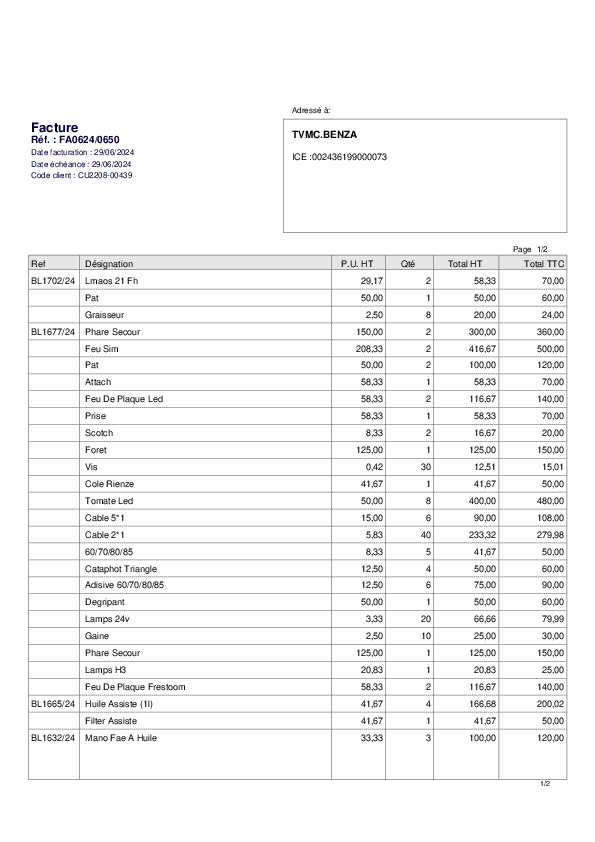 Adressé à:
Facture
Réf. : FA0624/0650
Date facturation : 29/06/2024
Date échéance : 29/06/2024
Code client : CU2208-00439
TVMC.BENZA
ICE :002436199000073
Page 1/2
Ref Désignation P.U. HT Qté Total HT Total TTC
BL1702/24 Lmaos 21 Fh 29,17 2 58,33 70,00
Pat 50,00 1 50,00 60,00
Graisseur 2,50 8 20,00 24,00
BL1677/24 Phare Secour 150,00 2 300,00 360,00
Feu Sim 208,33 2 416,67 500,00
Pat 50,00 2 100,00 120,00
Attach 58,33 1 58,33 70,00
Feu De Plaque Led 58,33 2 116,67 140,00
Prise 58,33 1 58,33 70,00
Scotch 8,33 2 16,67 20,00
Foret 125,00 1 125,00 150,00
Vis 0,42 30 12,51 15,01
Cole Rienze 41,67 1 41,67 50,00
Tomate Led 50,00 8 400,00 480,00
Cable 5*1 15,00 6 90,00 108,00
Cable 2*1 5,83 40 233,32 279,98
60/70/80/85 8,33 5 41,67 50,00
Cataphot Triangle 12,50 4 50,00 60,00
Adisive 60/70/80/85 12,50 6 75,00 90,00
Degripant 50,00 1 50,00 60,00
Lamps 24v 3,33 20 66,66 79,99
Gaine 2,50 10 25,00 30,00
Phare Secour 125,00 1 125,00 150,00
Lamps H3 20,83 1 20,83 25,00
Feu De Plaque Frestoom 58,33 2 116,67 140,00
BL1665/24 Huile Assiste (1l) 41,67 4 166,68 200,02
Filter Assiste 41,67 1 41,67 50,00
BL1632/24 Mano Fae A Huile 33,33 3 100,00 120,00
1/2